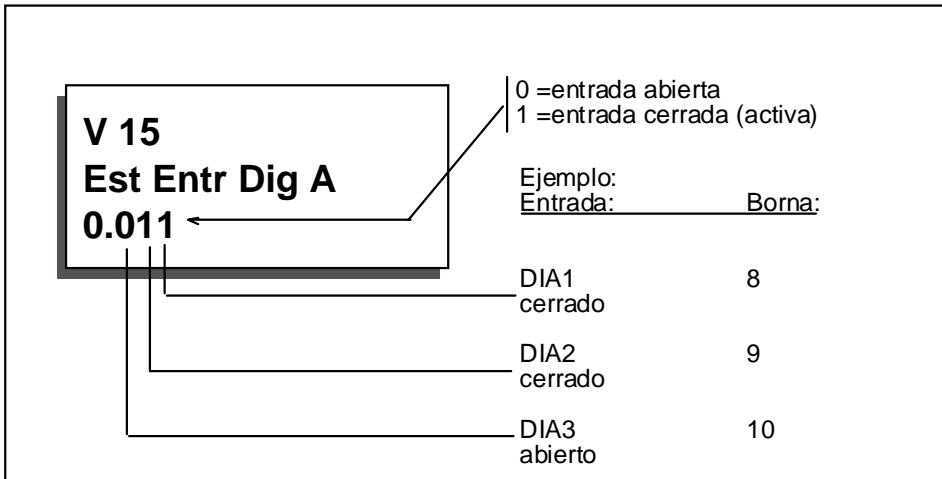 V 15
Est Entr Dig A
0.011
0 =entrada abierta
1 =entrada cerrada (activa)
Ejemplo:
Entrada: Borna:
DIA1 8
cerrado
DIA2 9
cerrado
DIA3 10
abierto